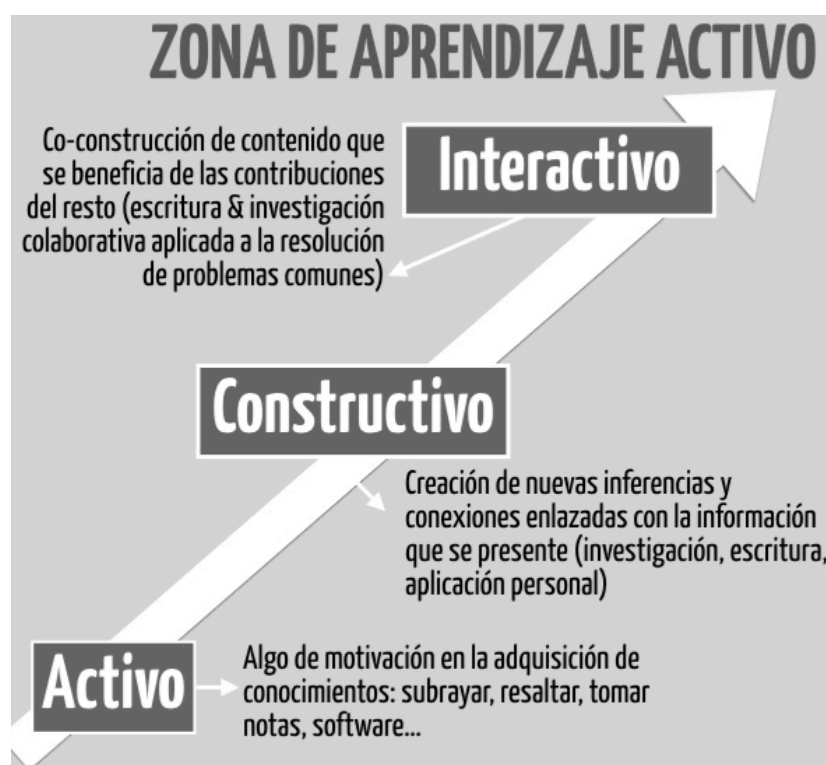 ZONA DE APRENDIZAJE ACTIVO
Co-construcción de contenido que
se beneficia de las contribuciones
del resto (escritura & investigación
colaborativa aplicada a la resolución
de problemas comunes)
Interactivo
Constructivo
Creación de nuevas inferencias y
conexiones enlazadas con la información
que se presente (investigación, escritura,
aplicación personal)
Activo
Algo de motivación en la adquisición de
conocimientos: subrayar, resaltar, tomar
notas, software...